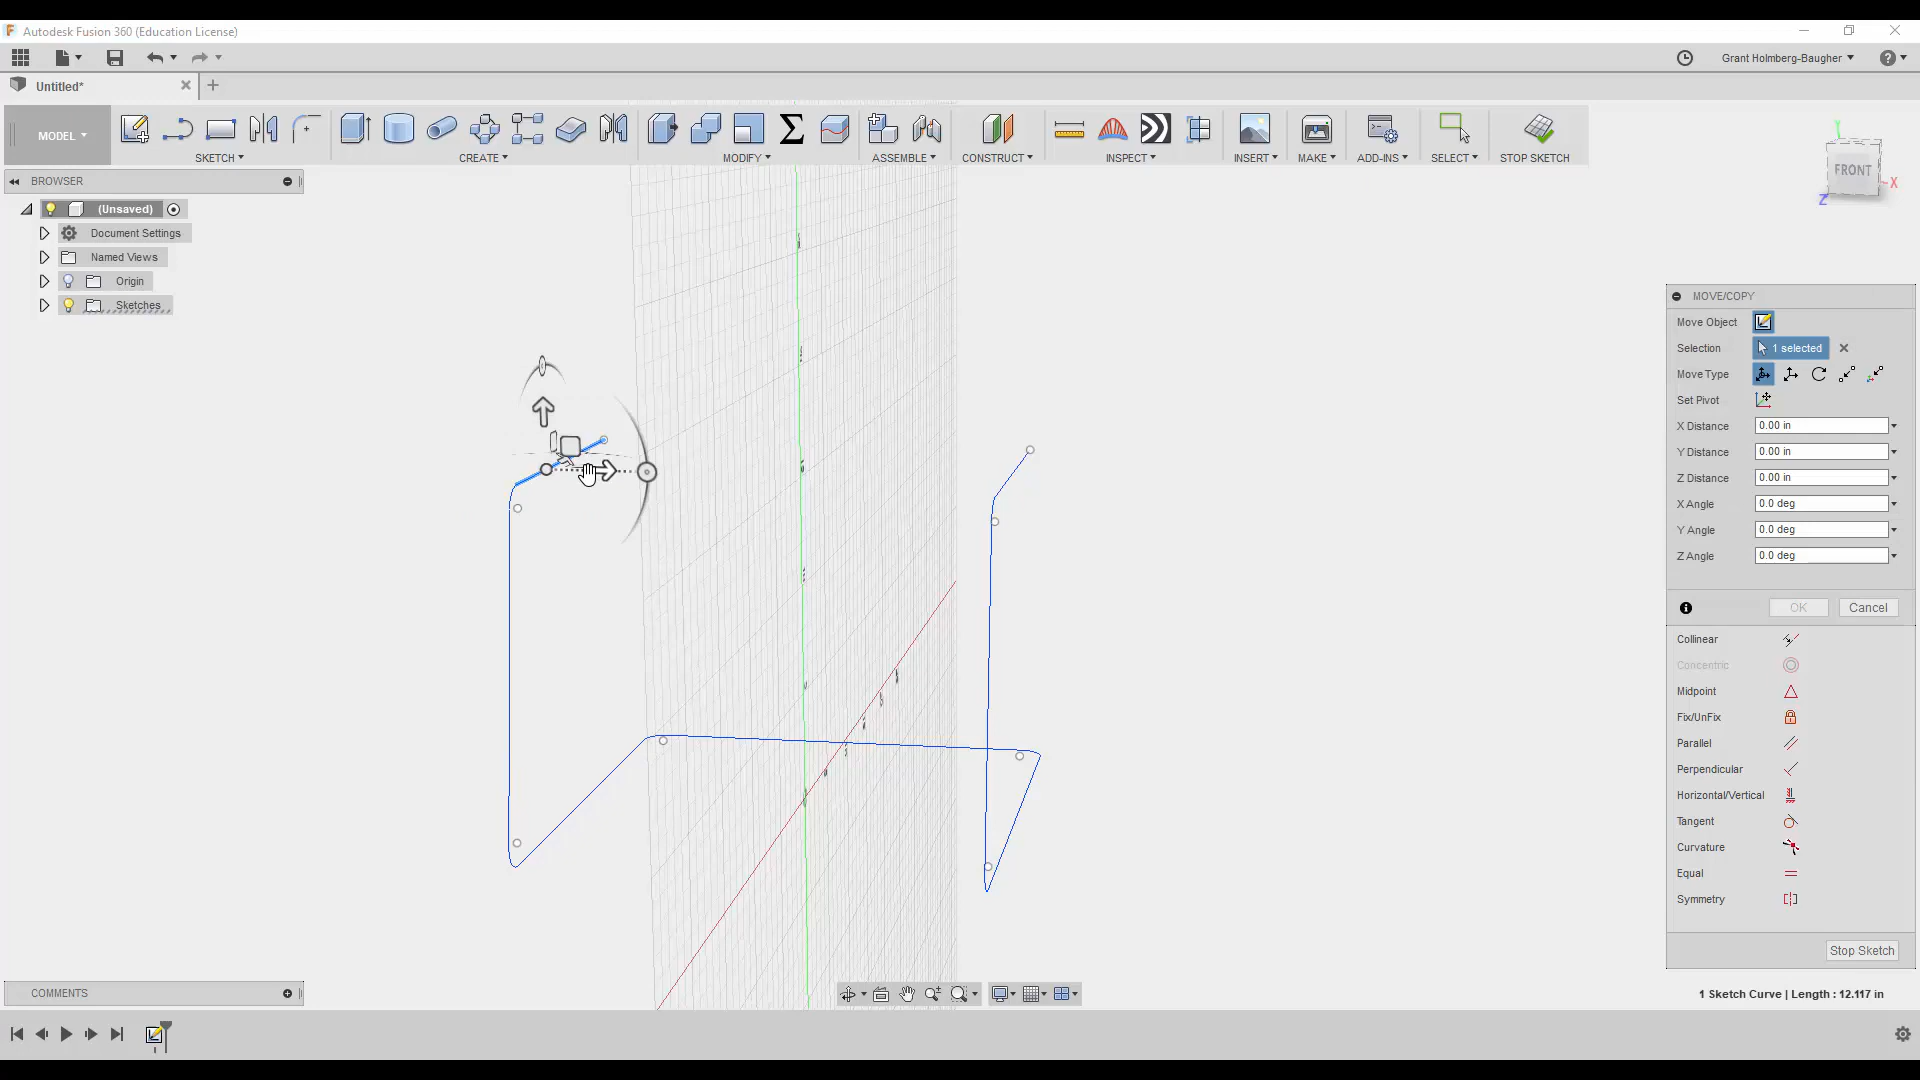 Autodesk Fusion 360 (Education License)
Grant Holmberg-Baugher
Untitled*
MODEL
SKETCH
CREATE
MODIFY
ASSEMBLE
CONSTRUCT
INSPECT
INSERT
MAKE
ADD-INS
SELECT
STOP SKETCH
Y
FRONT
X
Z
BROWSER
(Unsaved)
Document Settings
Named Views
Origin
Sketches
MOVE/COPY
Move Object
Selection 1 selected
Move Type
Set Pivot
X Distance 0.00 in
Y Distance 0.00 in
Z Distance 0.00 in
X Angle 0.0 deg
Y Angle 0.0 deg
Z Angle 0.0 deg
OK Cancel
Collinear
Concentric
Midpoint
Fix/UnFix
Parallel
Perpendicular
Horizontal/Vertical
Tangent
Curvature
Equal
Symmetry
Stop Sketch
COMMENTS
1 Sketch Curve | Length : 12.117 in